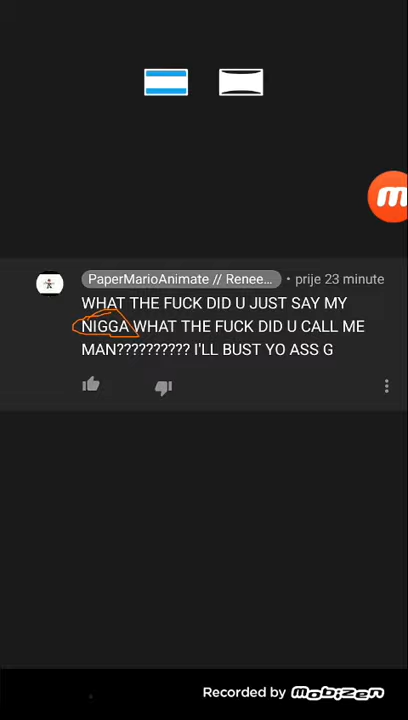 PaperMarioAnimate // Renee... • prije 23 minute
WHAT THE FUCK DID U JUST SAY MY
NIGGA WHAT THE FUCK DID U CALL ME
MAN?????????? I'LL BUST YO ASS G
Recorded by mobizen